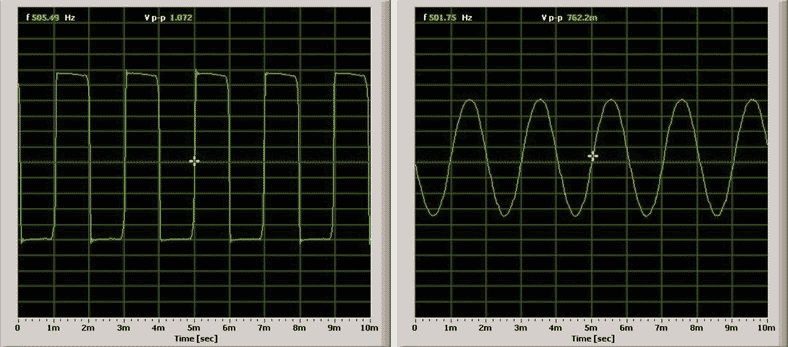 f 505.49 Hz V p-p 1.072
0 1m 2m 3m 4m 5m 6m 7m 8m 9m 10m
Time [sec]
f 501.75 Hz V p-p 762.2m
0 1m 2m 3m 4m 5m 6m 7m 8m 9m 10m
Time [sec]